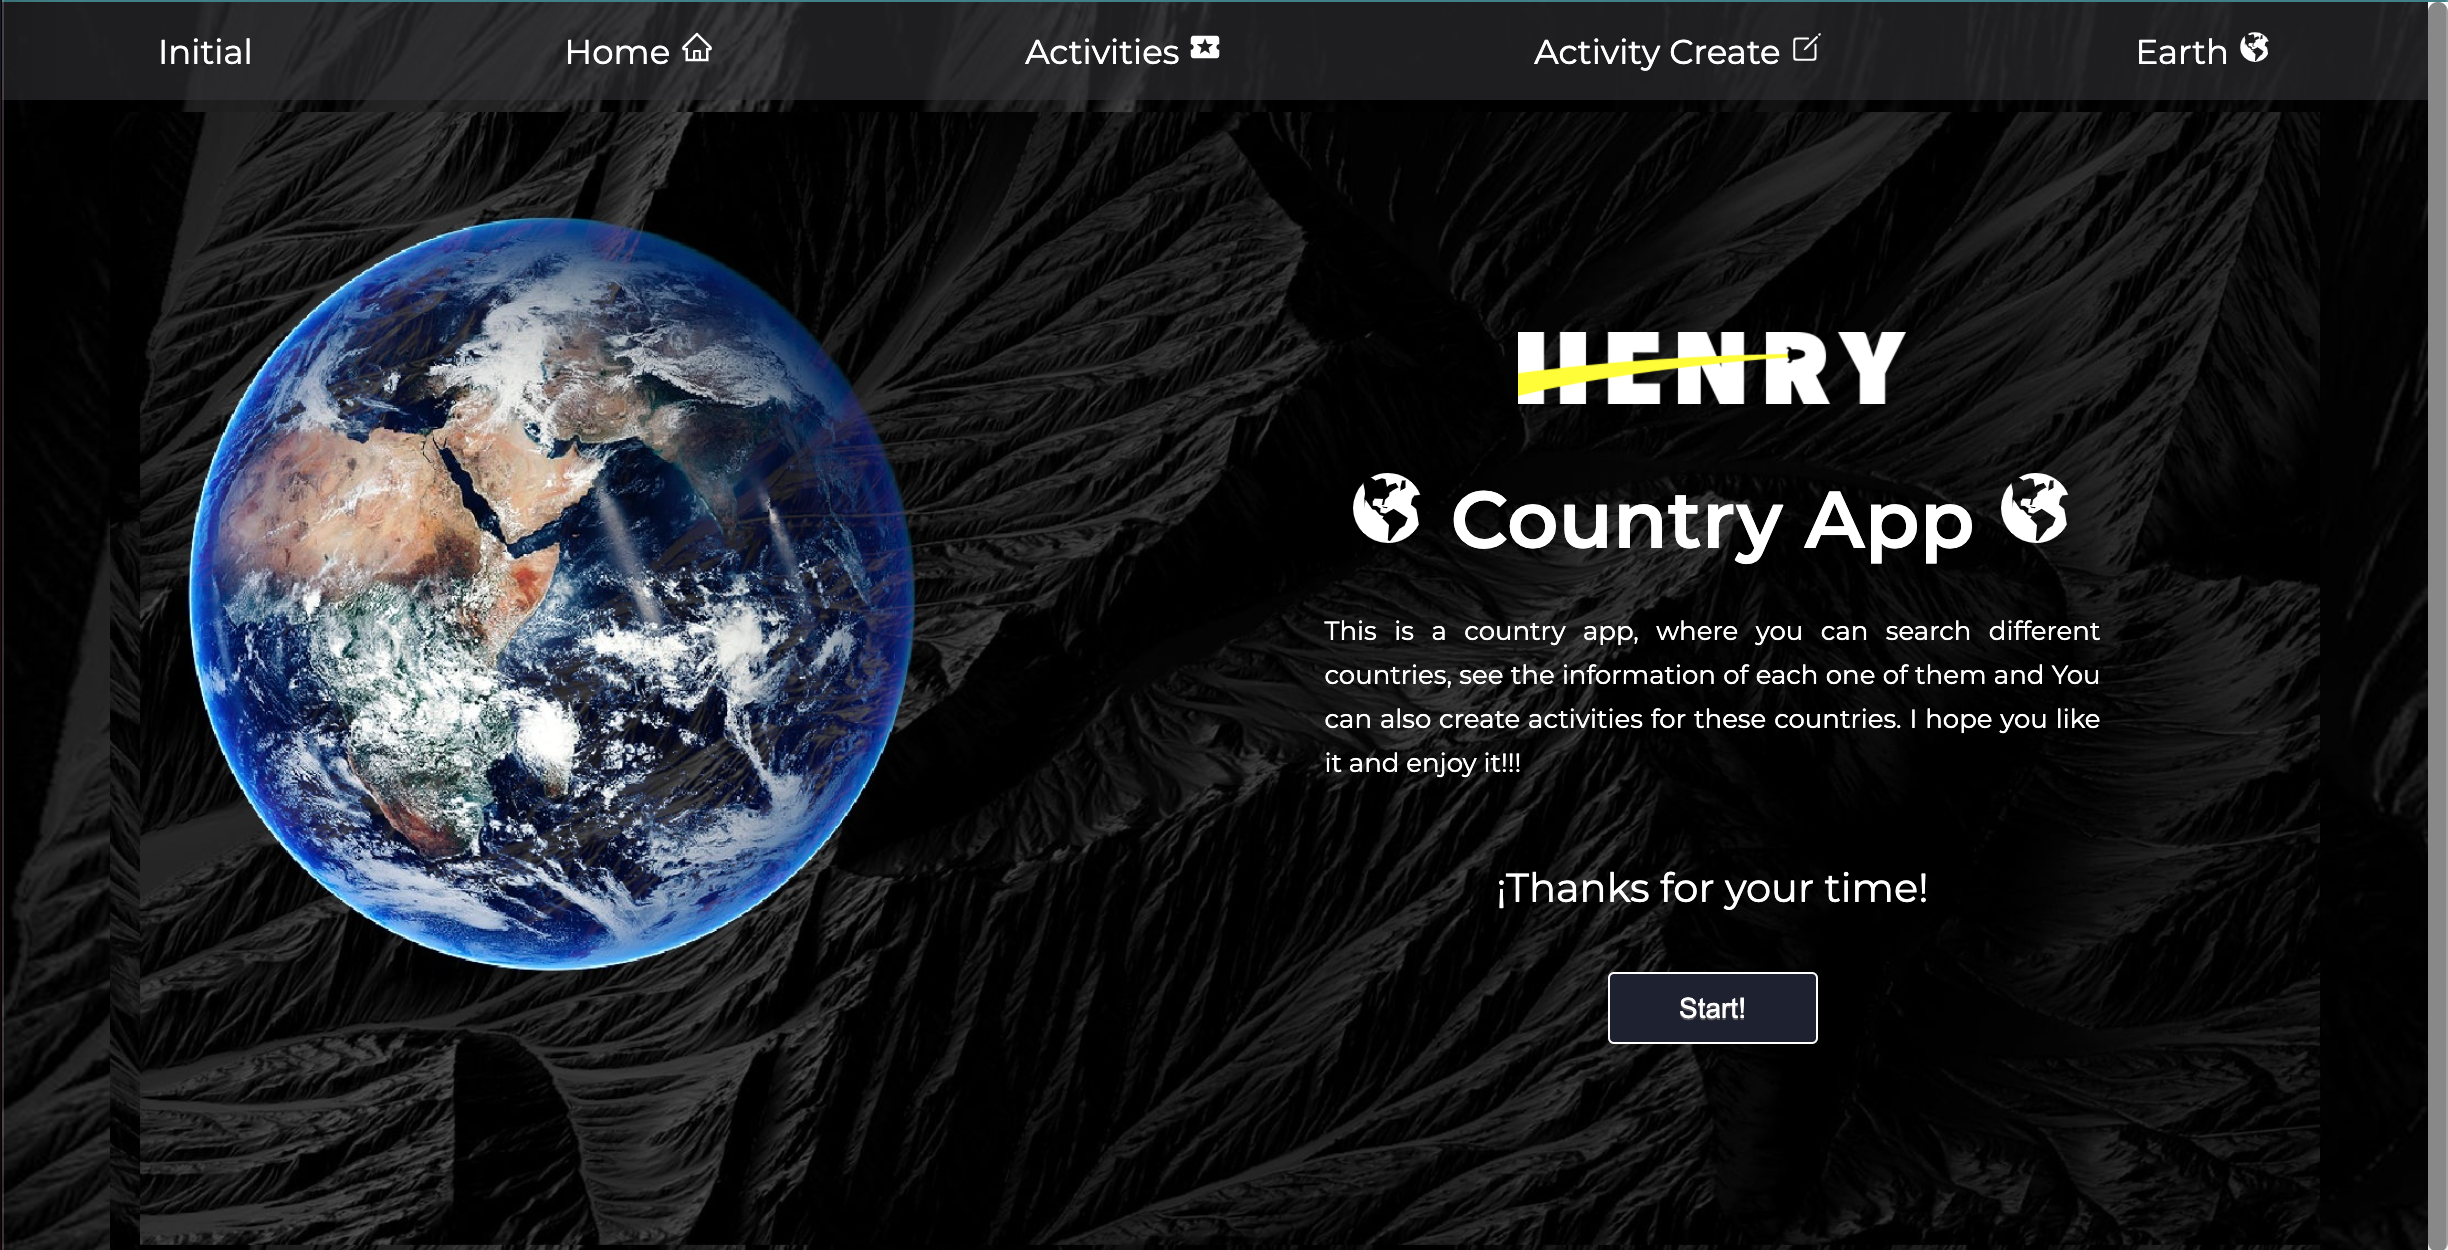 Initial
Home
Activities
Activity Create
Earth
HENRY
Country App
This is a country app, where you can search different
countries, see the information of each one of them and You
can also create activities for these countries. I hope you like
it and enjoy it!!!
¡Thanks for your time!
Start!